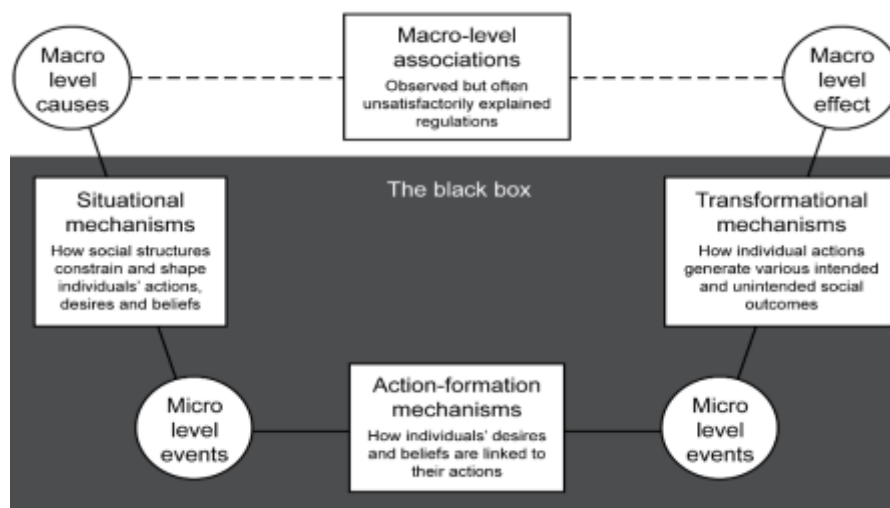 Macro
level
causes
Macro-level
associations
Observed but often
unsatisfactorily explained
regulations
Macro
level
effect
The black box
Situational
mechanisms
How social structures
constrain and shape
individuals' actions,
desires and beliefs
Transformational
mechanisms
How individual actions
generate various intended
and unintended social
outcomes
Micro
level
events
Action-formation
mechanisms
How individuals' desires
and beliefs are linked to
their actions
Micro
level
events